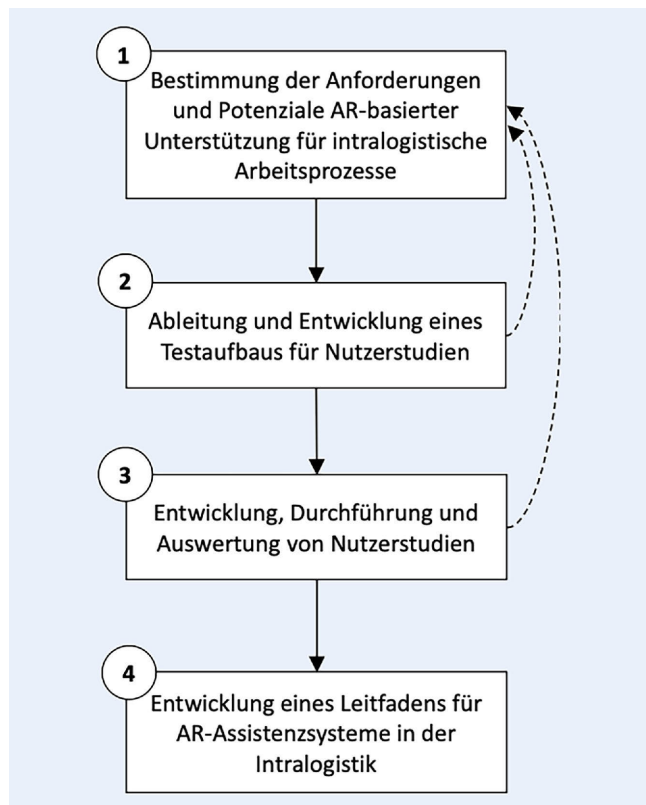 1
Bestimmung der Anforderungen
und Potenziale AR-basierter
Unterstützung für intralogistische
Arbeitsprozesse
2
Ableitung und Entwicklung eines
Testaufbaus für Nutzerstudien
3
Entwicklung, Durchführung und
Auswertung von Nutzerstudien
4
Entwicklung eines Leitfadens für
AR-Assistenzsysteme in der
Intralogistik